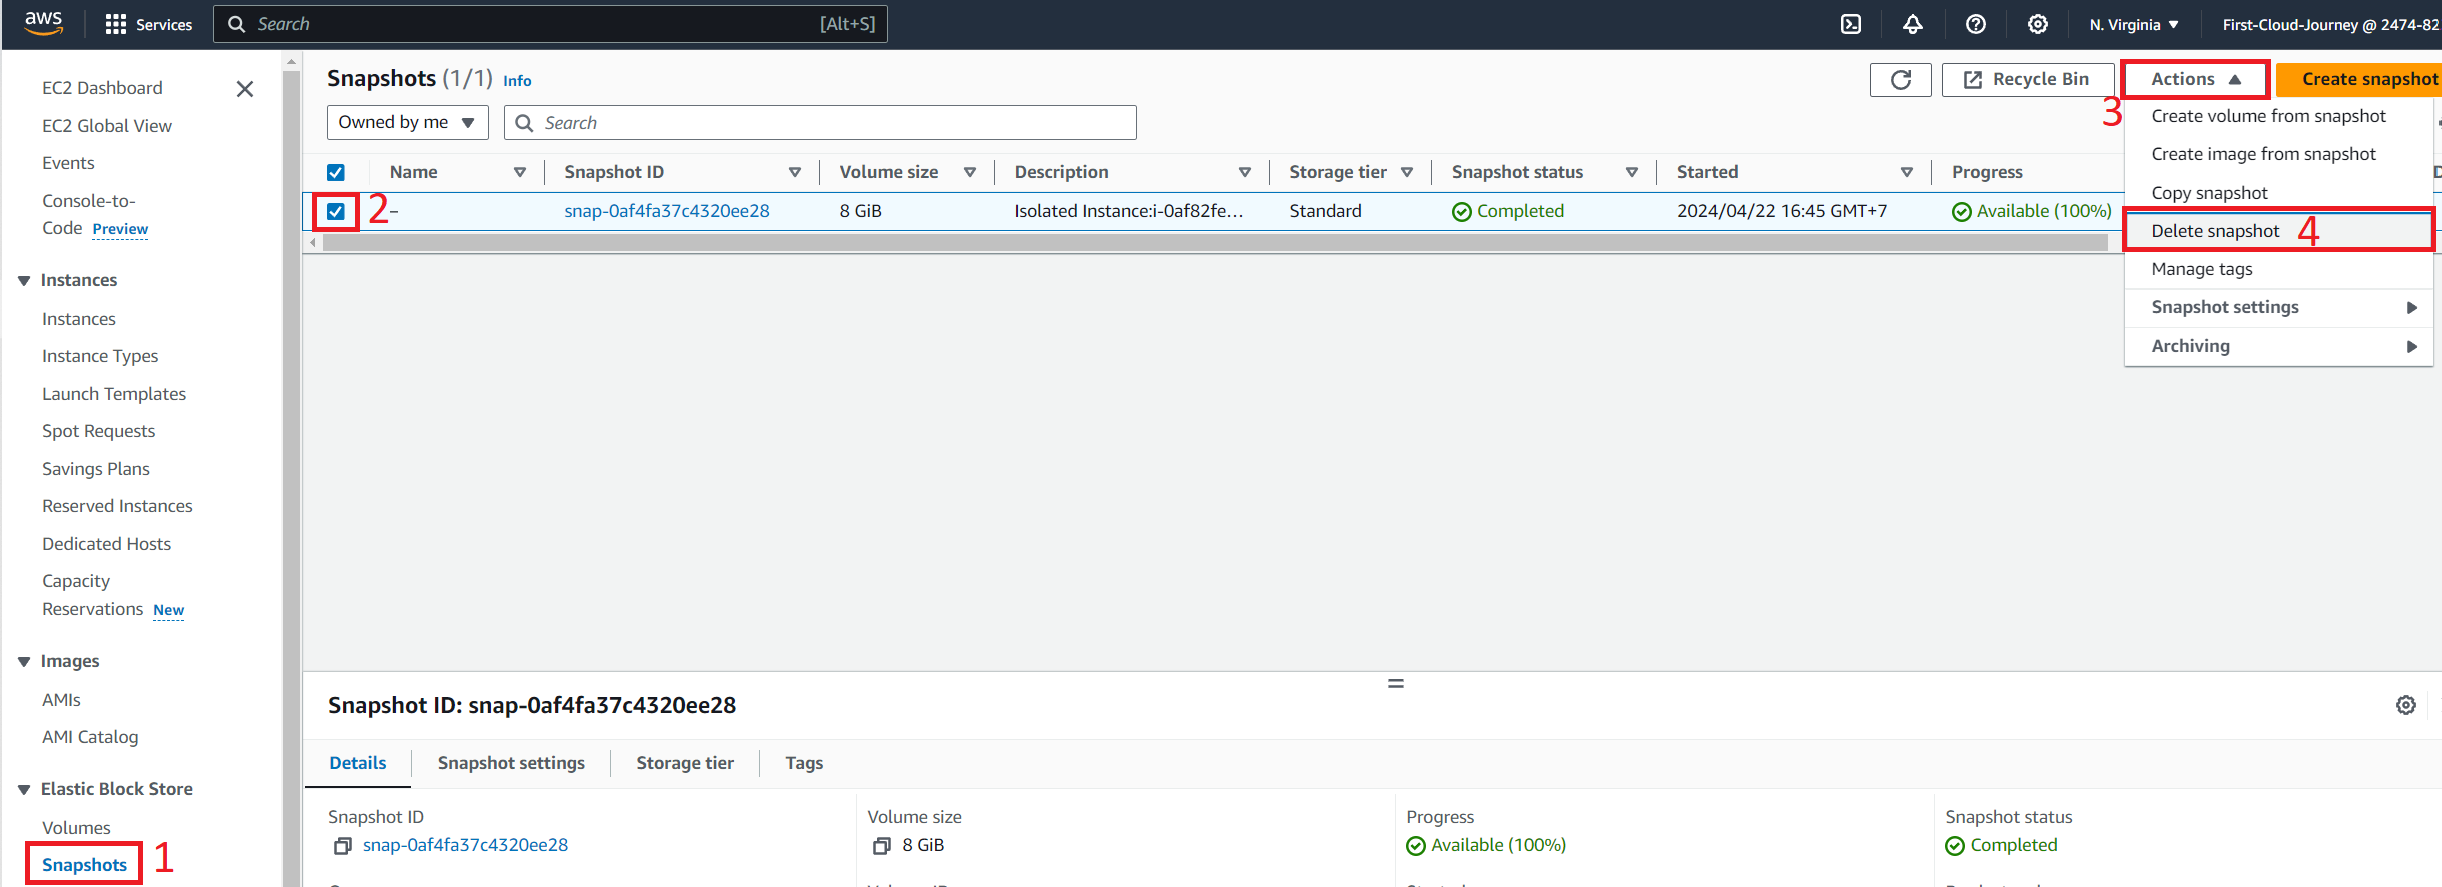 aws Services Search [Alt+S] N. Virginia First-Cloud-Journey @ 2474-82
EC2 Dashboard
EC2 Global View
Events
Console-to-
Code Preview
Instances
Instances
Instance Types
Launch Templates
Spot Requests
Savings Plans
Reserved Instances
Dedicated Hosts
Capacity
Reservations New
Images
AMIs
AMI Catalog
Elastic Block Store
Volumes
Snapshots 1
Snapshots (1/1) Info
Recycle Bin Actions Create snapshot
Owned by me Search
3
Create volume from snapshot
Create image from snapshot
Copy snapshot
Delete snapshot 4
Manage tags
Snapshot settings
Archiving
Name Snapshot ID Volume size Description Storage tier Snapshot status Started Progress
2 – snap-0af4fa37c4320ee28 8 GiB Isolated Instance:i-0af82fe... Standard Completed 2024/04/22 16:45 GMT+7 Available (100%)
Snapshot ID: snap-0af4fa37c4320ee28
Details Snapshot settings Storage tier Tags
Snapshot ID Volume size Progress Snapshot status
snap-0af4fa37c4320ee28 8 GiB Available (100%) Completed